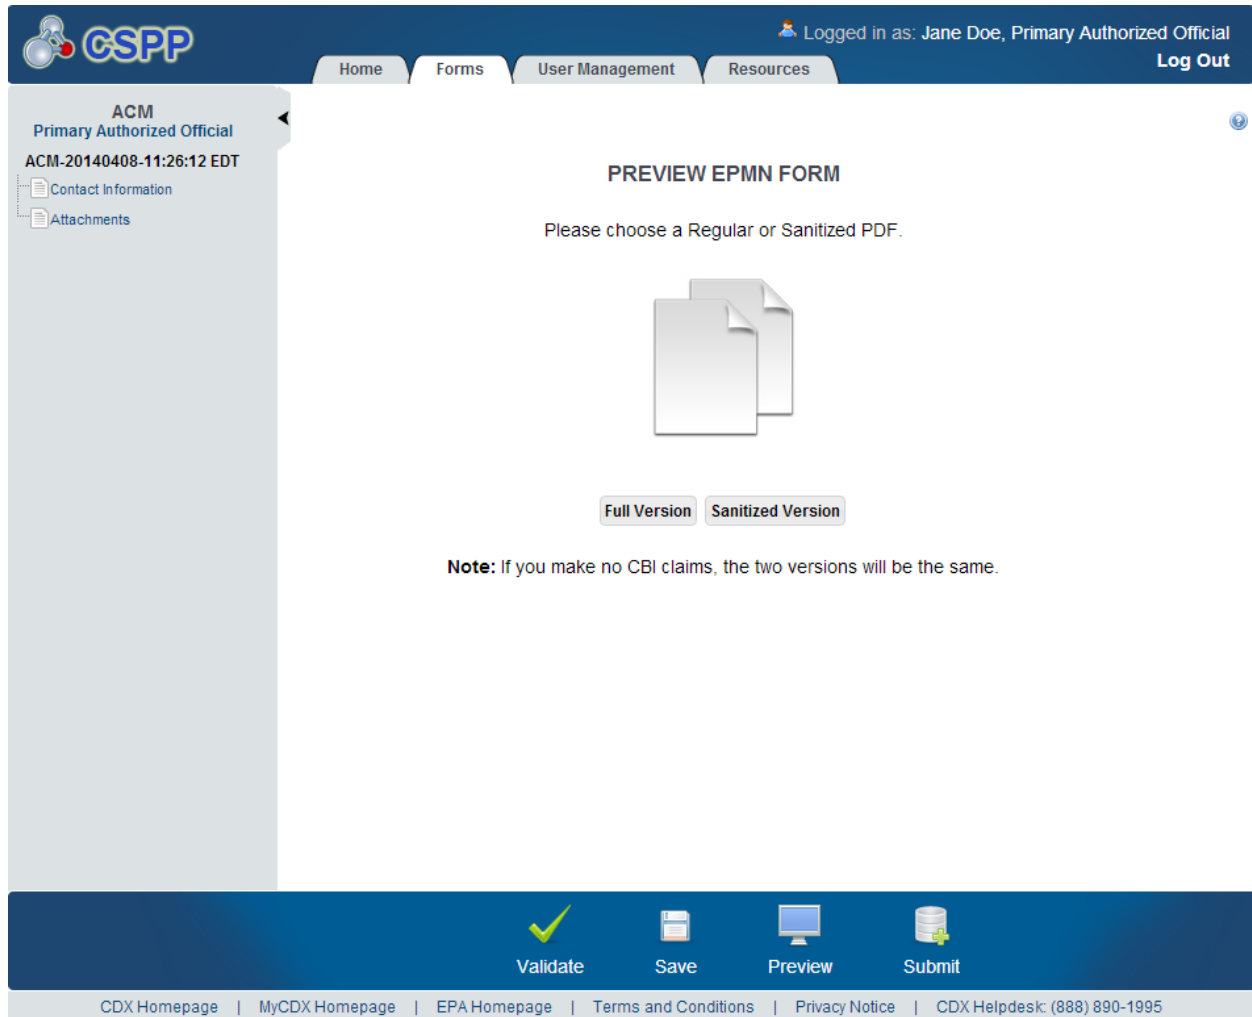 CSPP
Logged in as: Jane Doe, Primary Authorized Official
Log Out
Home Forms User Management Resources
ACM
Primary Authorized Official
ACM-20140408-11:26:12 EDT
Contact Information
Attachments
PREVIEW EPMN FORM
Please choose a Regular or Sanitized PDF.
Full Version Sanitized Version
Note: If you make no CBI claims, the two versions will be the same.
Validate Save Preview Submit
CDX Homepage | MyCDX Homepage | EPA Homepage | Terms and Conditions | Privacy Notice | CDX Helpdesk: (888) 890-1995